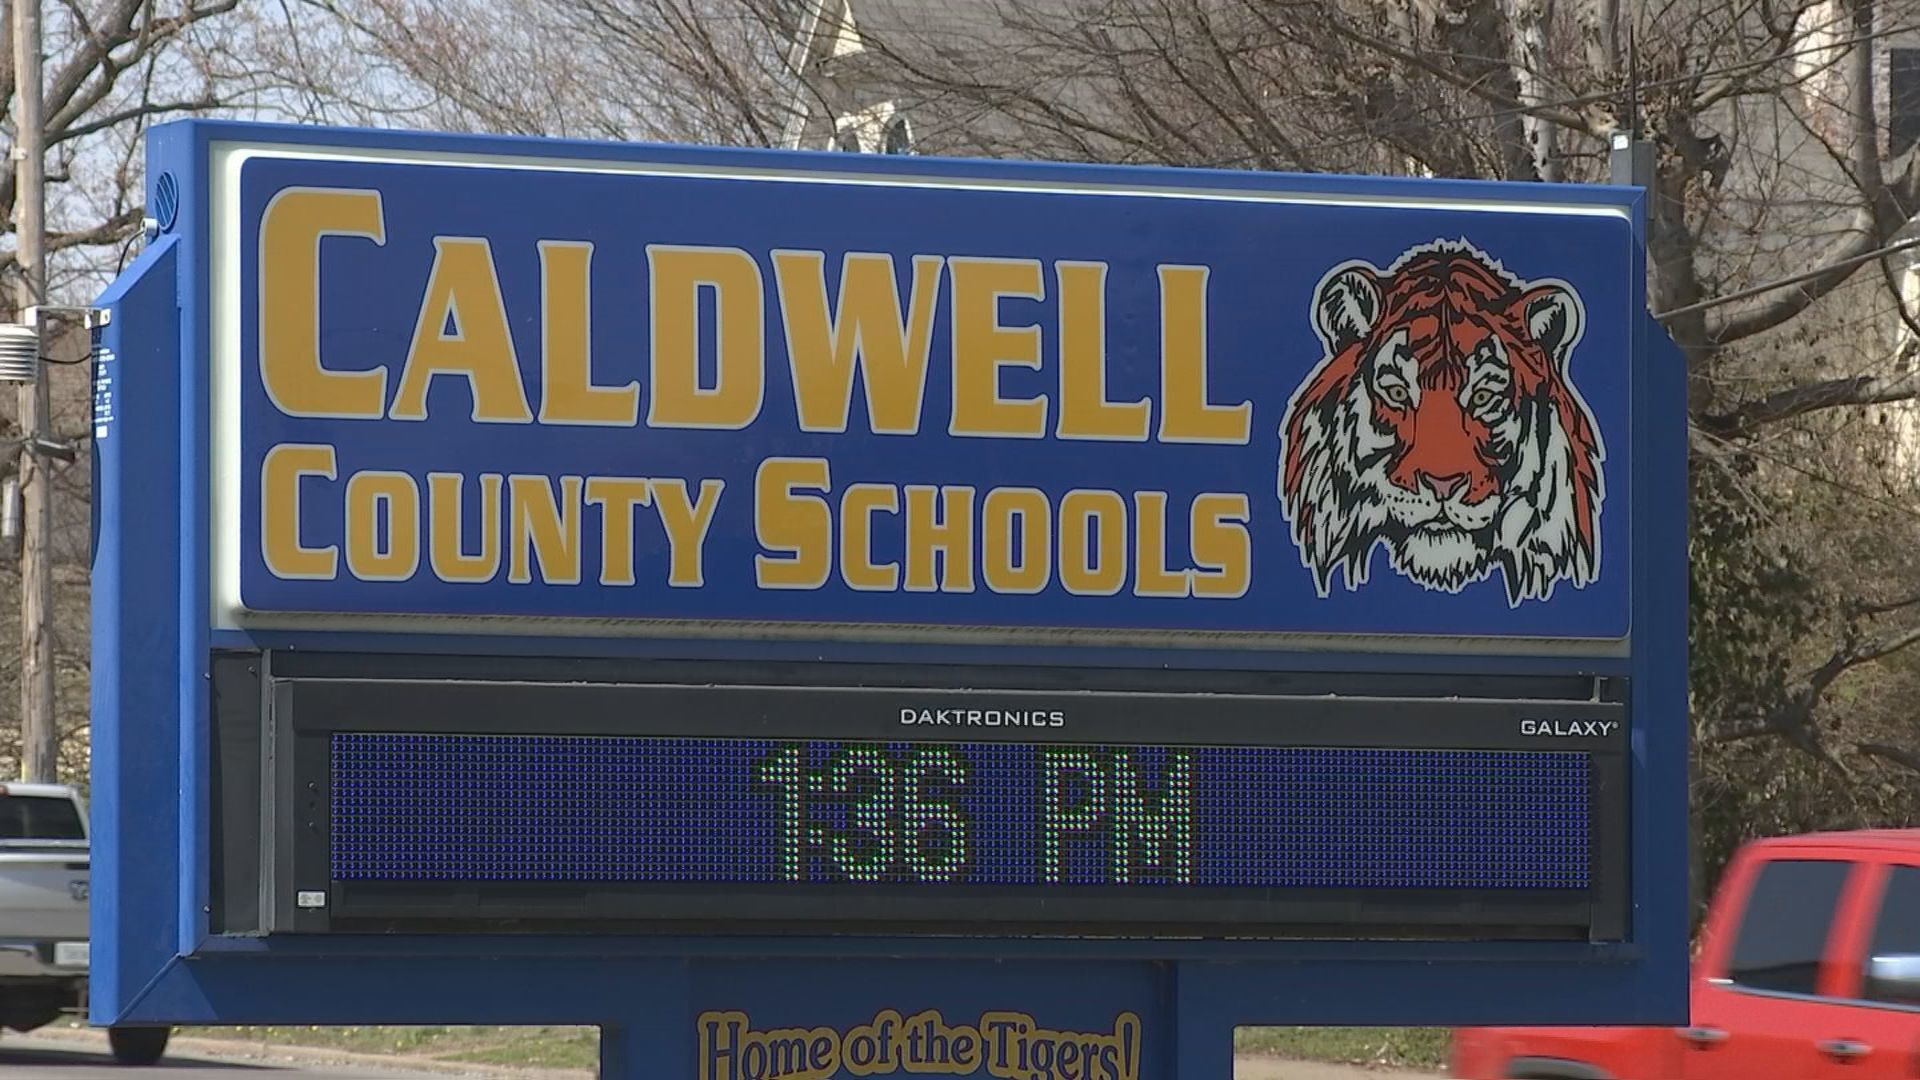 CALDWELL
COUNTY SCHOOLS
DAKTRONICS
GALAXY®
1:36 PM
Home of the Tigers!